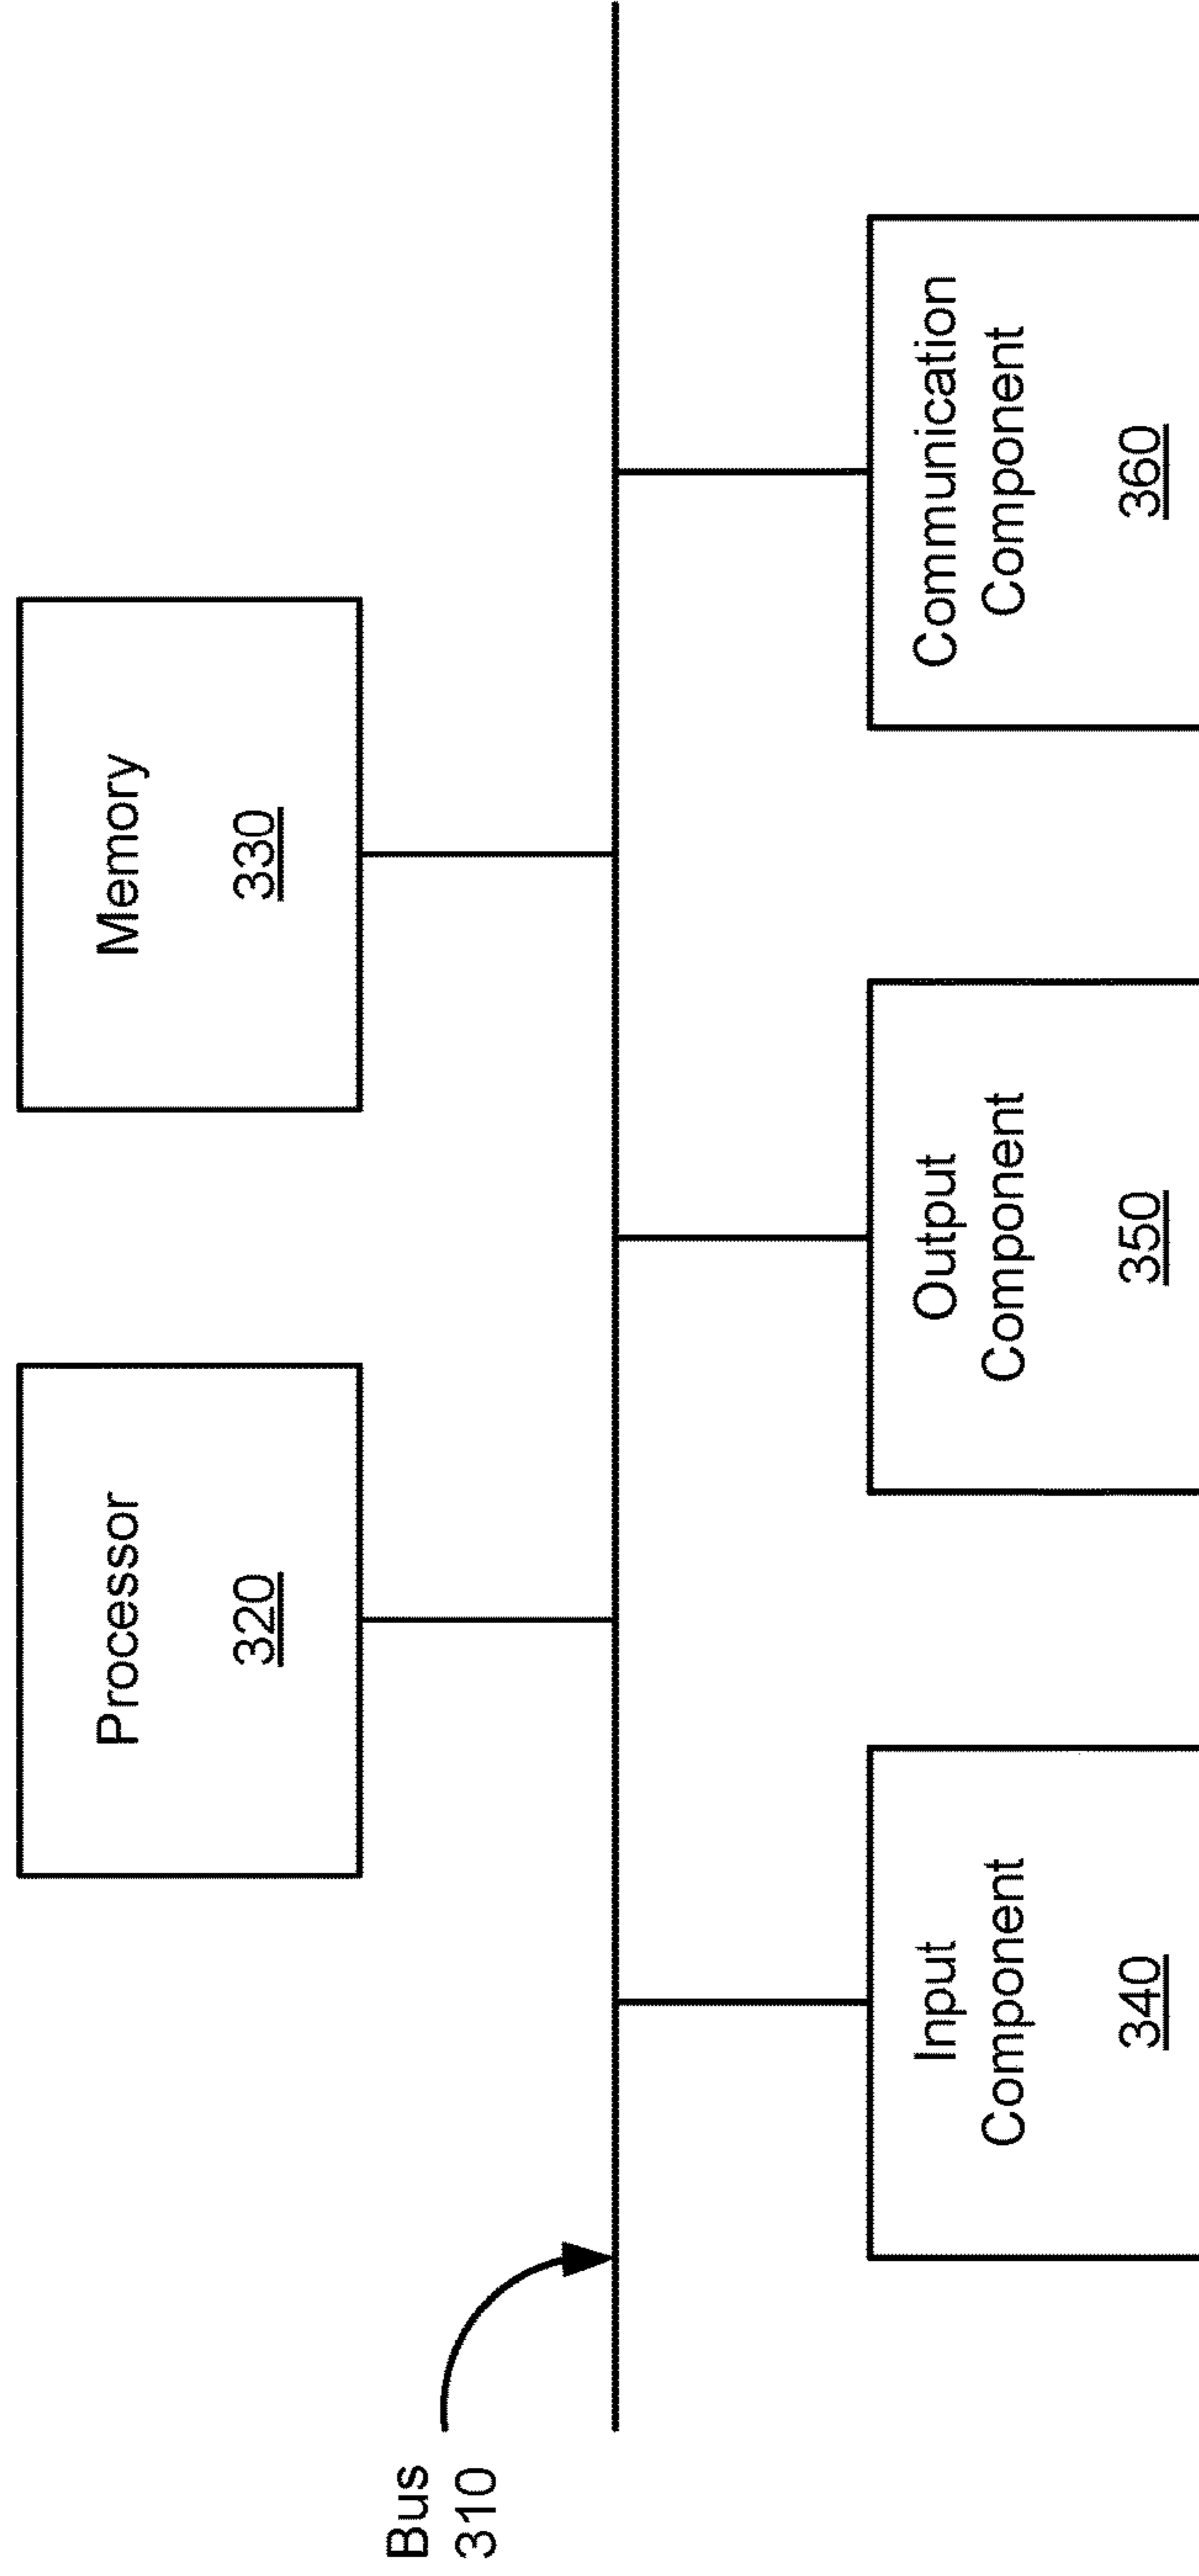 Processor
320
Memory
330
Bus
310
Input
Component
340
Output
Component
350
Communication
Component
360